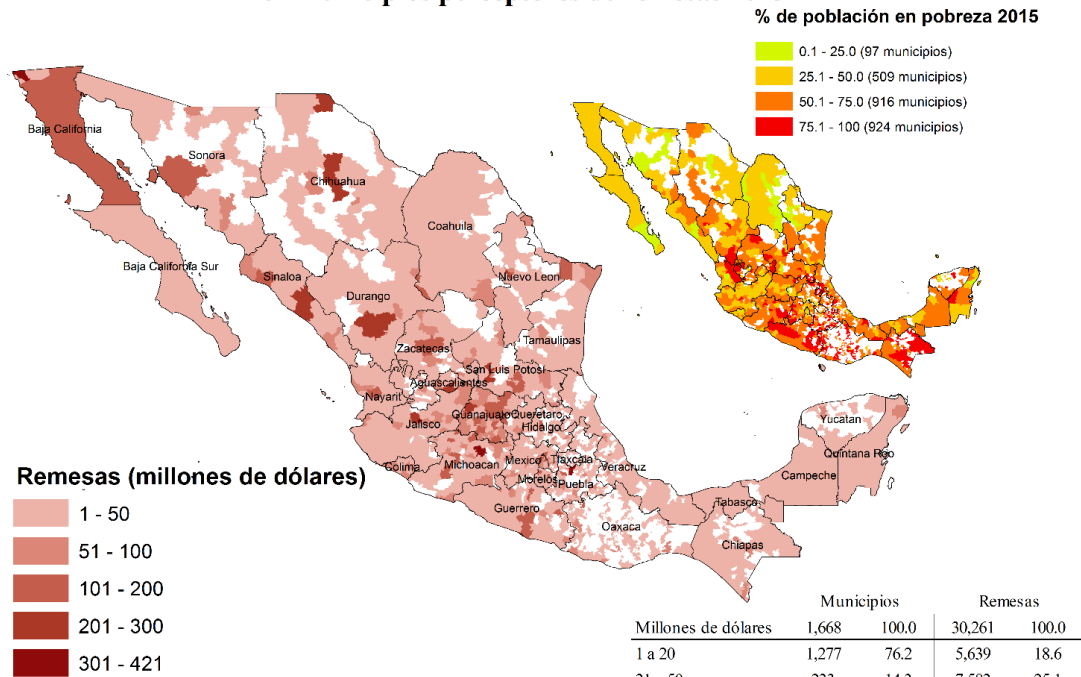 % de población en pobreza 2015
0.1 - 25.0 (97 municipios)
25.1 - 50.0 (509 municipios)
50.1 - 75.0 (916 municipios)
75.1 - 100 (924 municipios)
Baja California
Sonora
Chihuahua
Coahuila
Baja California Sur
Sinaloa
Nuevo Leon
Durango
Tamaulipas
Zacatecas
San Luis Potosí
Aguascalientes
Nayarit
Guanajuato
Queretaro
Jalisco
Hidalgo
Yucatan
Quintana Roo
Colima
Michoacan
Mexico
Tlaxcala
Veracruz
Campeche
Morelos
Puebla
Guerrero
Oaxaca
Tabasco
Chiapas
Remesas (millones de dólares)
1 - 50
51 - 100
101 - 200
201 - 300
301 - 421
Municipios Remesas
Millones de dólares 1,668 100.0 30,261 100.0
1 a 20 1,277 76.2 5,639 18.6